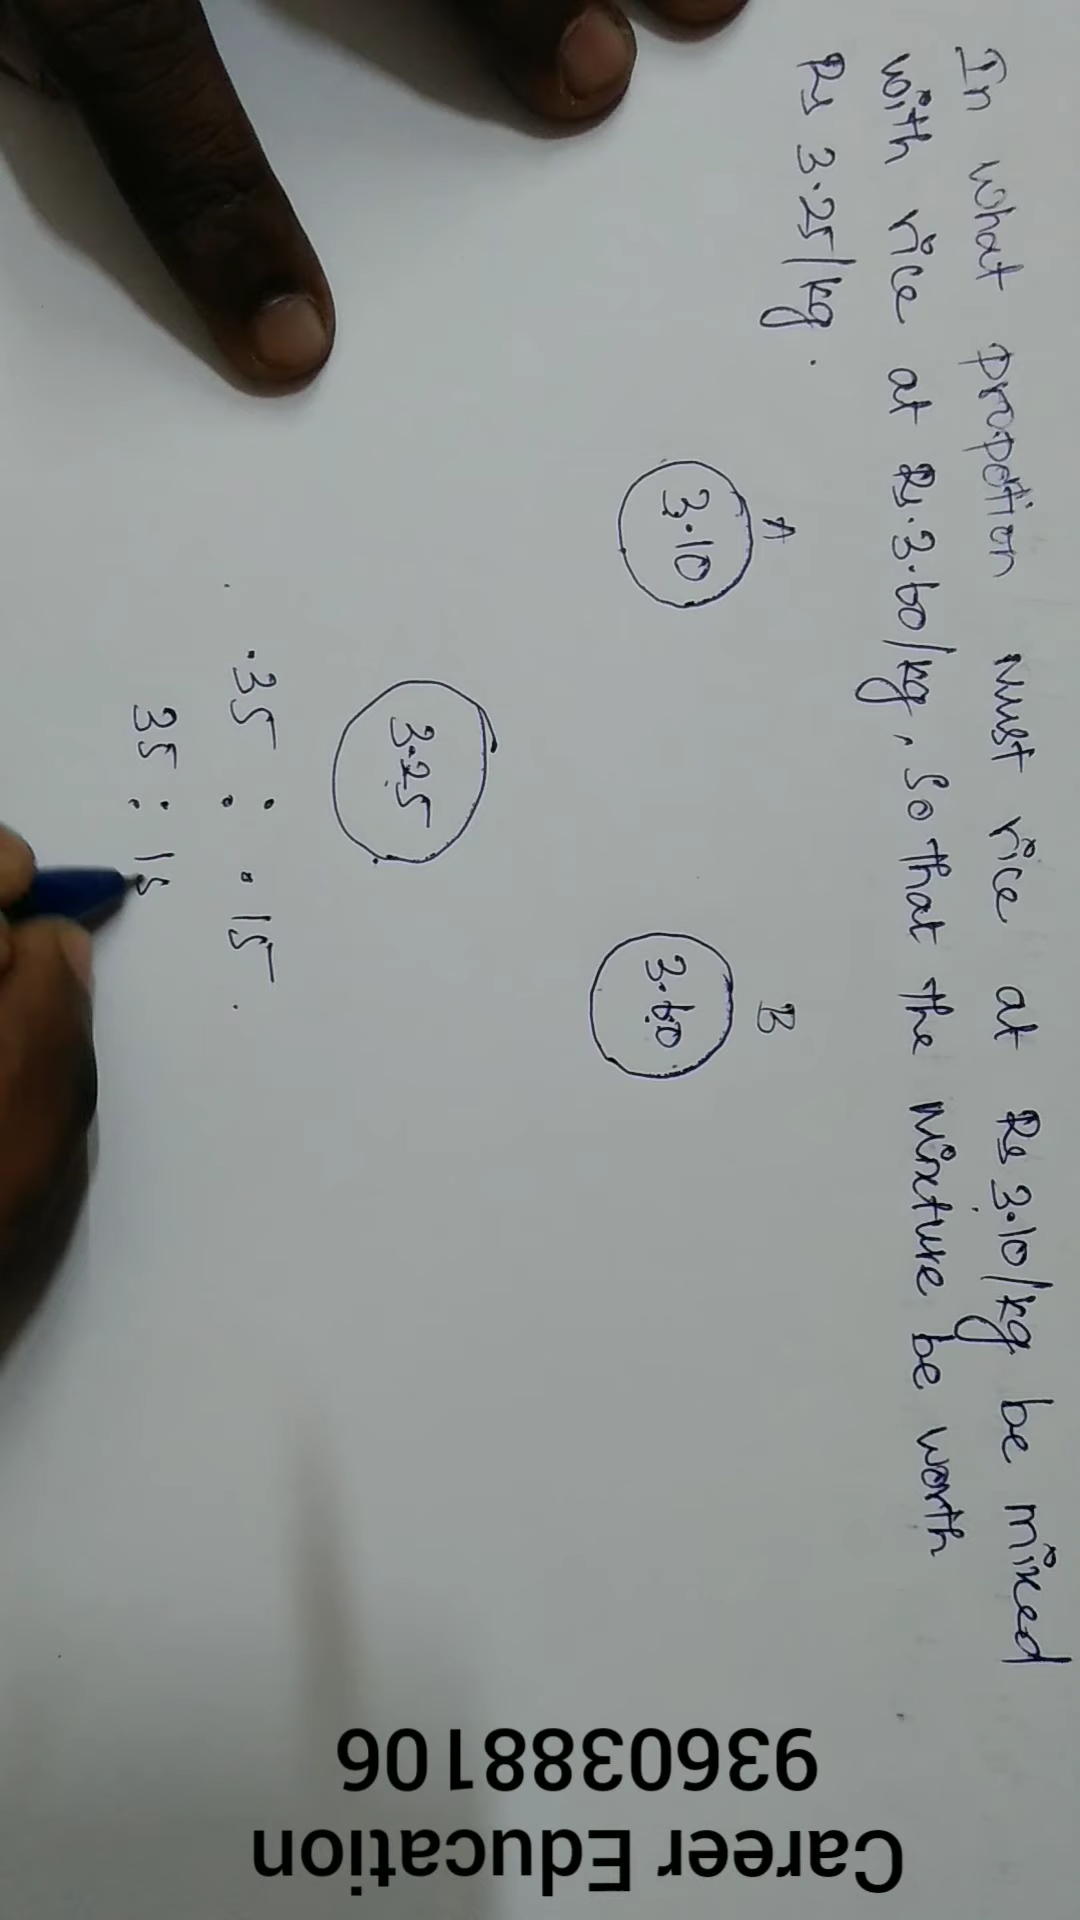 In what propotion must rice at Rs 3.10/kg be mixed
with rice at Rs.3.60/kg, so that the mixture be worth
Rs 3.25/kg.
A B
3.10 3.60
3.25
.35 : .15.
35 : 15
9360388106
Career Education